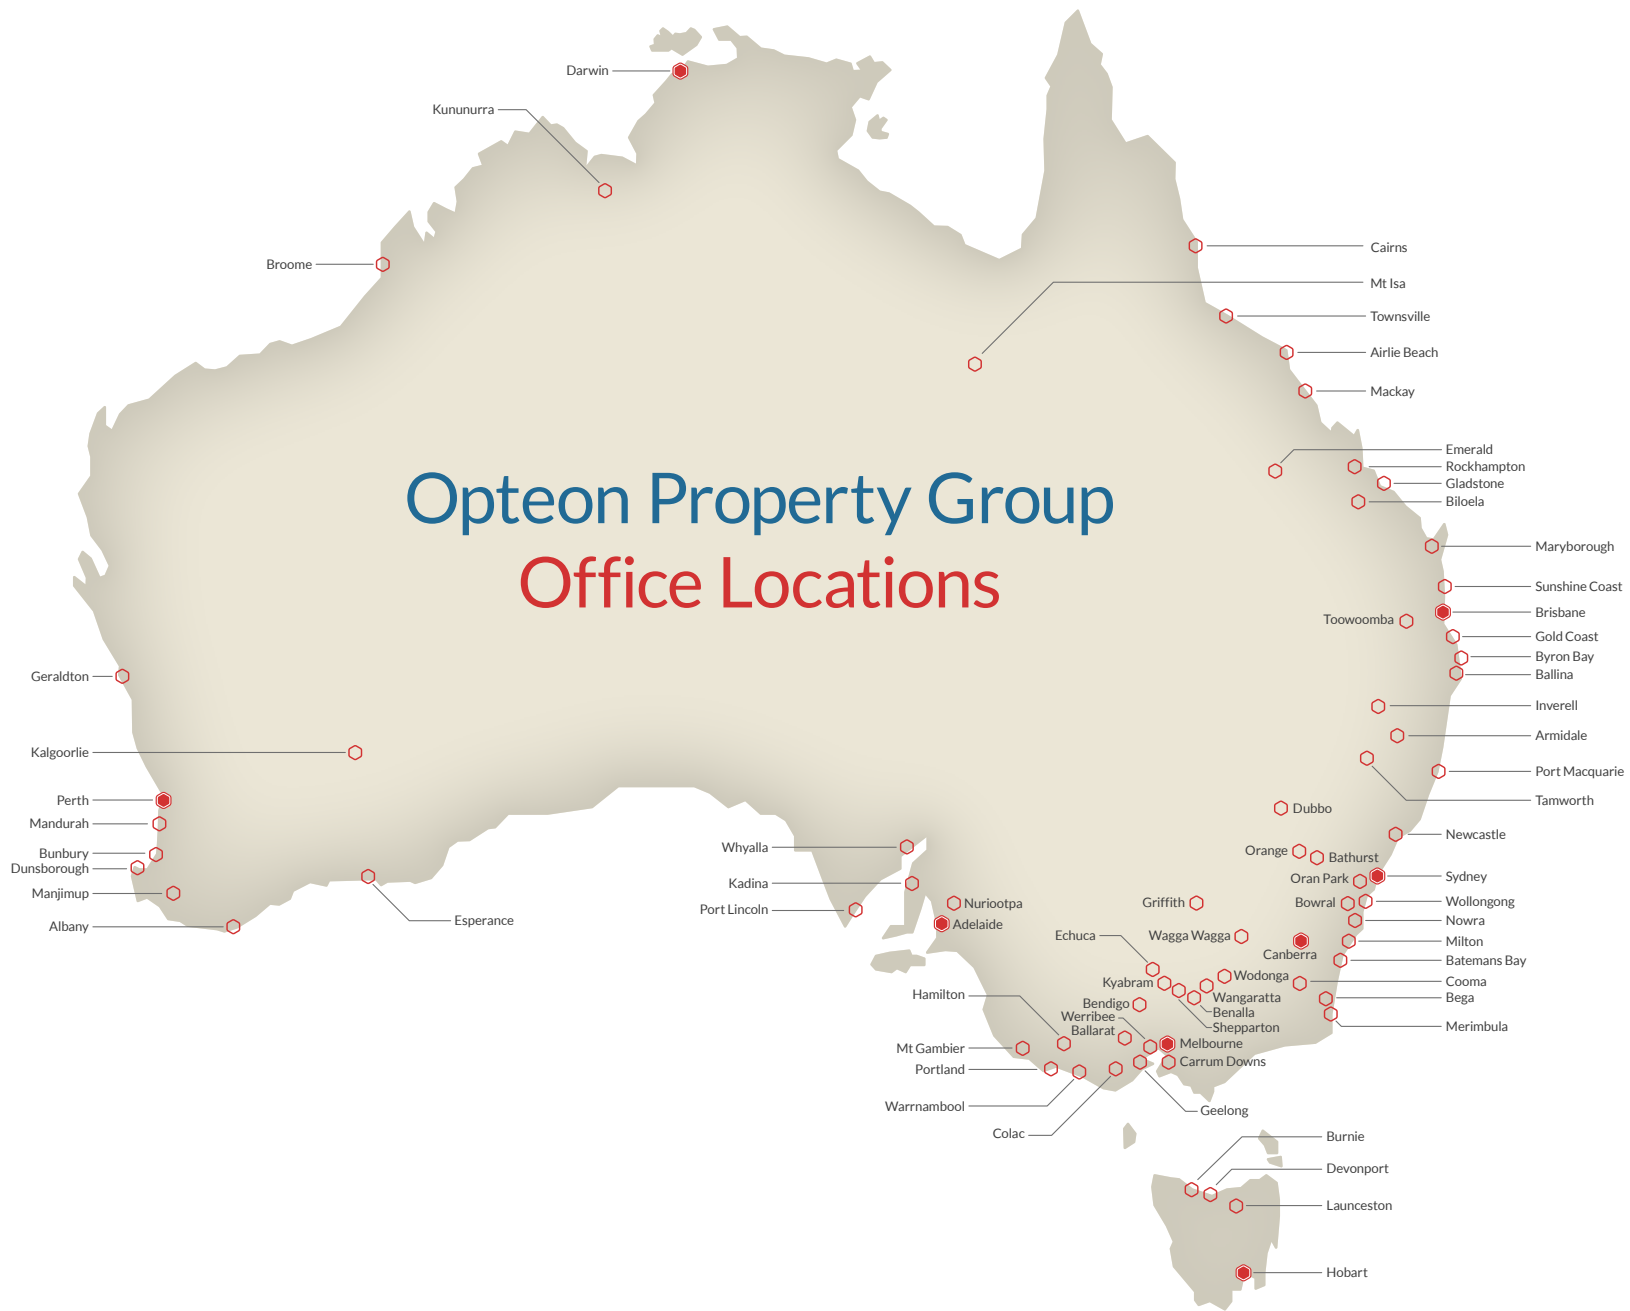 Darwin
Kununurra
Broome
Cairns
Mt Isa
Townsville
Airlie Beach
Mackay
Emerald
Rockhampton
Gladstone
Biloela
Opteon Property Group
Office Locations
Maryborough
Sunshine Coast
Brisbane
Toowoomba
Gold Coast
Byron Bay
Ballina
Geraldton
Inverell
Armidale
Kalgoorlie
Port Macquarie
Perth
Tamworth
Dubbo
Mandurah
Newcastle
Whyalla
Orange
Bunbury
Bathurst
Dunsborough
Oran Park
Sydney
Kadina
Manjimup
Nuriootpa
Griffith
Bowral
Wollongong
Port Lincoln
Esperance
Nowra
Adelaide
Albany
Echuca
Wagga Wagga
Milton
Canberra
Batemans Bay
Wodonga
Kyabram
Cooma
Hamilton
Wangaratta
Bega
Bendigo
Benalla
Werribee
Merimbula
Shepparton
Ballarat
Melbourne
Mt Gambier
Carrum Downs
Portland
Warrnambool
Geelong
Colac
Burnie
Devonport
Launceston
Hobart